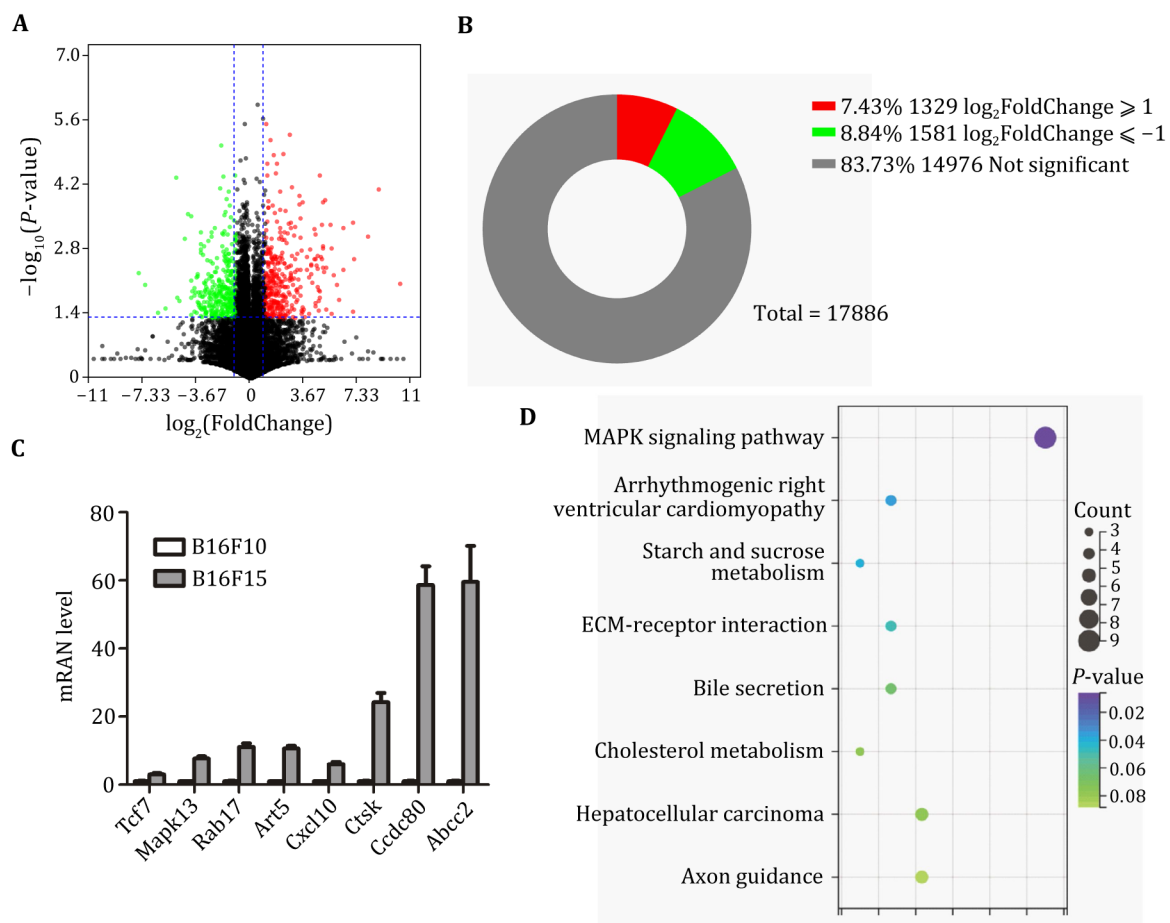 A
7.0
5.6
4.2
2.8
1.4
0
−log₁₀(P-value)
−11 −7.33 −3.67 0 3.67 7.33 11
log₂(FoldChange)
B
7.43% 1329 log₂FoldChange ⩾ 1
8.84% 1581 log₂FoldChange ⩽ −1
83.73% 14976 Not significant
Total = 17886
C
80
60
40
20
0
mRAN level
B16F10
B16F15
Tcf7
Mapk13
Rab17
Art5
Cxcl10
Ctsk
Ccdc80
Abcc2
D
MAPK signaling pathway
Arrhythmogenic right
ventricular cardiomyopathy
Starch and sucrose
metabolism
ECM-receptor interaction
Bile secretion
Cholesterol metabolism
Hepatocellular carcinoma
Axon guidance
Count
3
4
5
6
7
8
9
P-value
0.02
0.04
0.06
0.08